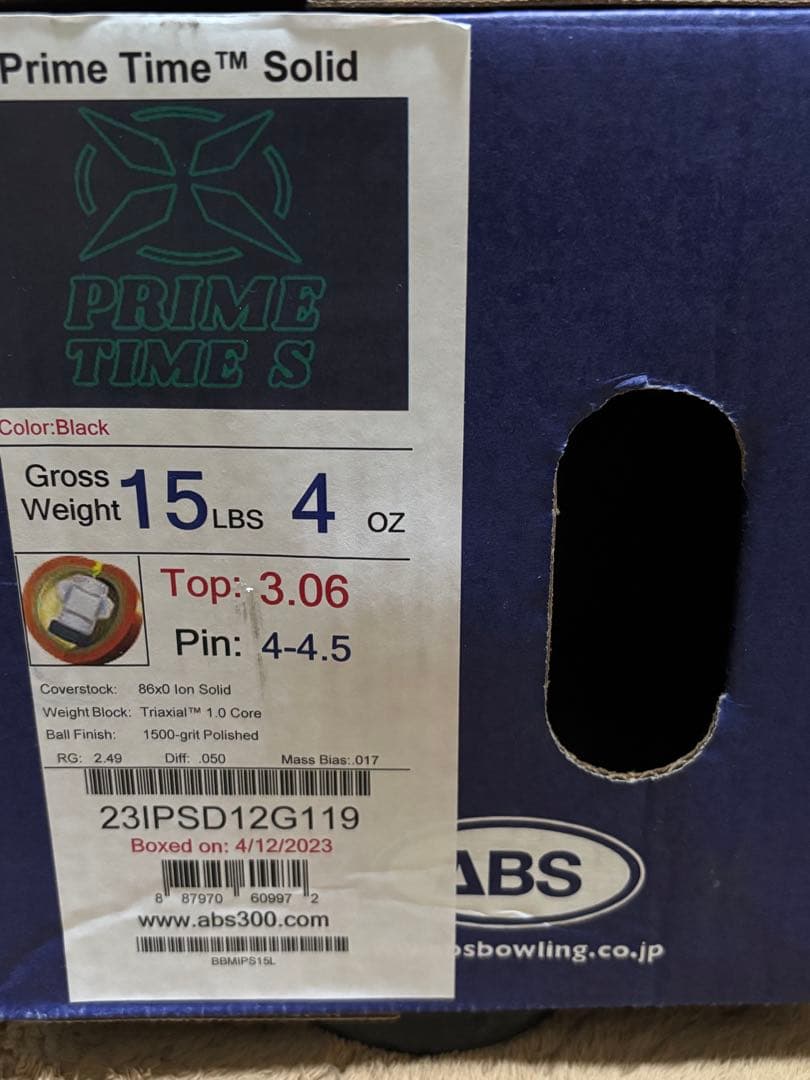 Prime Time™ Solid
PRIME
TIME S
Color:Black
Gross Weight 15 LBS 4 OZ
Top: 3.06
Pin: 4-4.5
Coverstock: 86x0 Ion Solid
Weight Block: Triaxial™ 1.0 Core
Ball Finish: 1500-grit Polished
RG: 2.49 Diff: .050 Mass Bias:.017
23IPSD12G119
Boxed on: 4/12/2023
8 87970 60997 2
www.abs300.com
BBMIPS15L
ABS
osbowling.co.jp